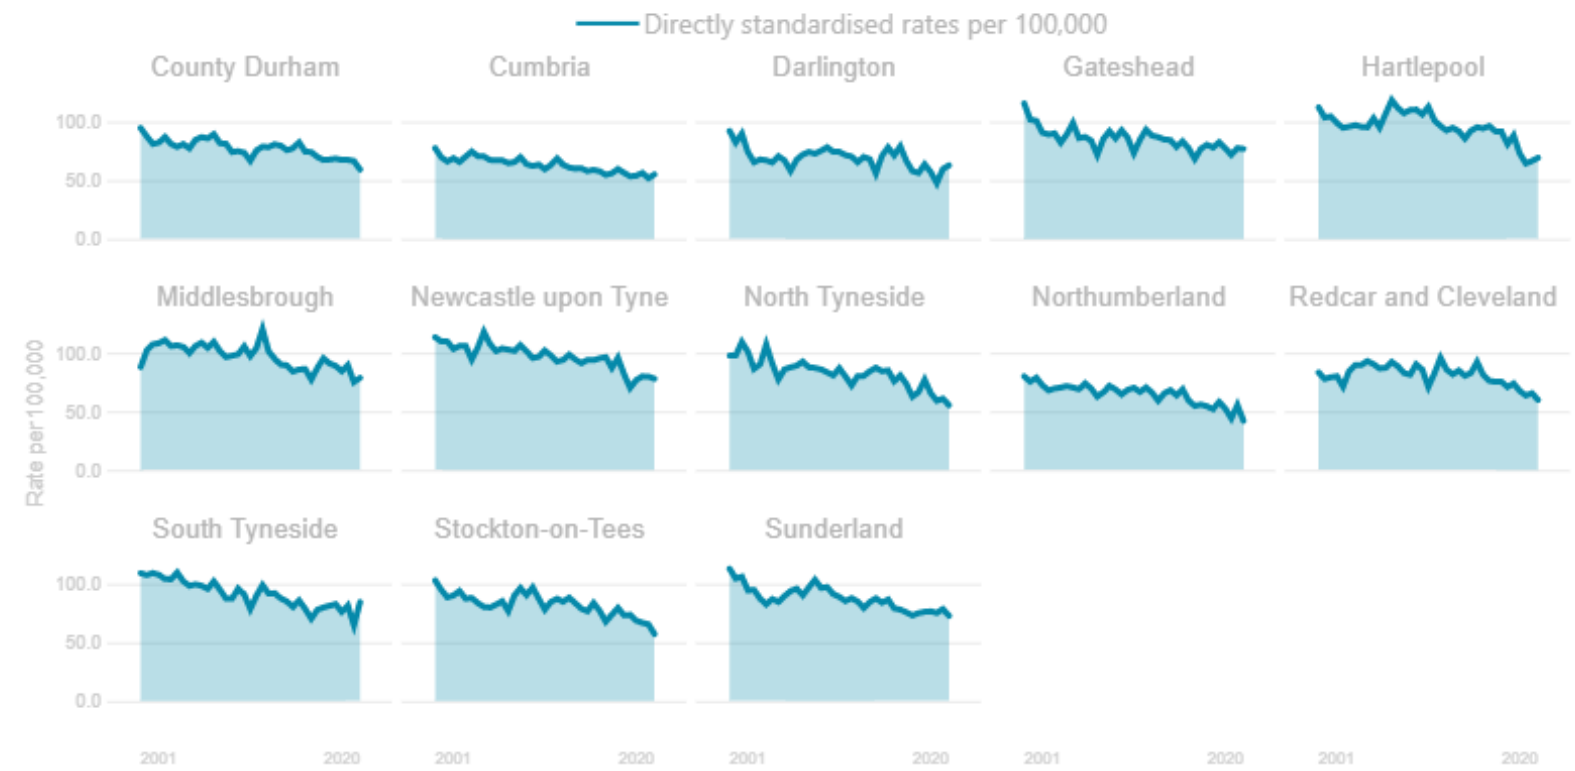 Directly standardised rates per 100,000
County Durham
Cumbria
Darlington
Gateshead
Hartlepool
100.0
50.0
0.0
Middlesbrough
Newcastle upon Tyne
North Tyneside
Northumberland
Redcar and Cleveland
Rate per100,000
100.0
50.0
0.0
South Tyneside
Stockton-on-Tees
Sunderland
100.0
50.0
0.0
2001
2020
2001
2020
2001
2020
2001
2020
2001
2020